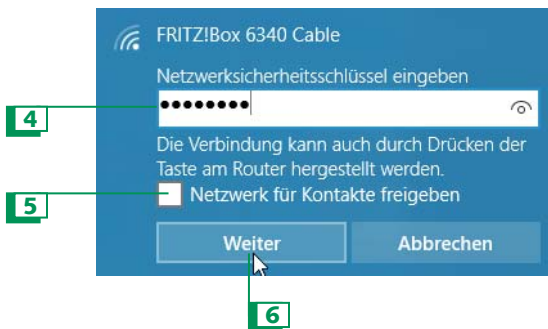 FRITZ!Box 6340 Cable
Netzwerksicherheitsschlüssel eingeben
●●●●●●●●
4
Die Verbindung kann auch durch Drücken der
Taste am Router hergestellt werden.
5
Netzwerk für Kontakte freigeben
Weiter
Abbrechen
6